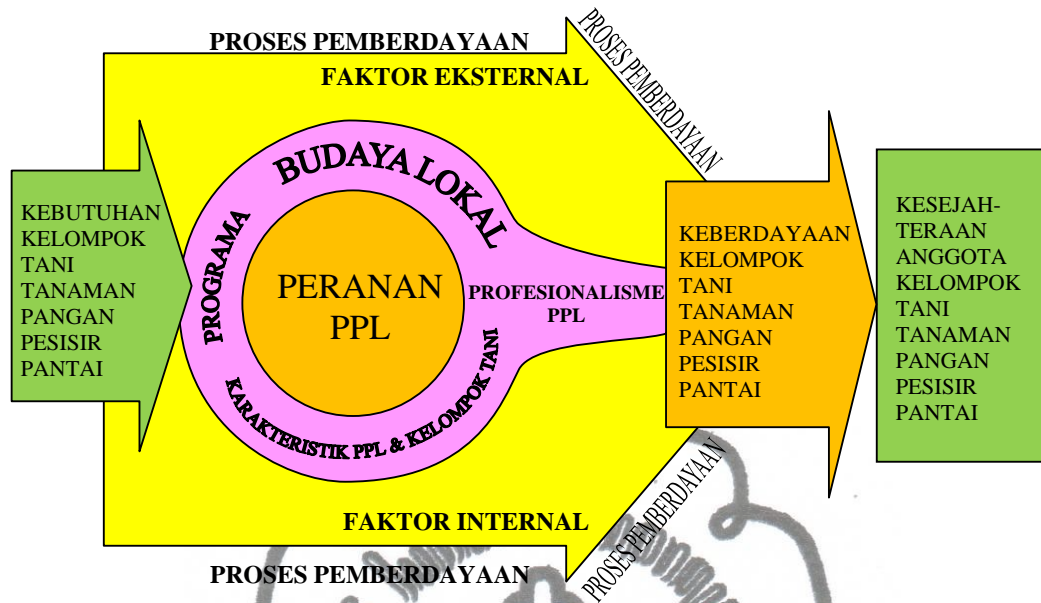 PROSES PEMBERDAYAAN
PROSES PEMBERDAYAAN
FAKTOR EKSTERNAL
KEBUTUHAN
KELOMPOK
TANI
TANAMAN
PANGAN
PESISIR
PANTAI
BUDAYA LOKAL
PROGRAMA
KARAKTERISTIK PPL & KELOMPOK TANI
PERANAN
PPL
PROFESIONALISME
PPL
KEBERDAYAAN
KELOMPOK
TANI
TANAMAN
PANGAN
PESISIR
PANTAI
KESEJAH-
TERAAN
ANGGOTA
KELOMPOK
TANI
TANAMAN
PANGAN
PESISIR
PANTAI
FAKTOR INTERNAL
PROSES PEMBERDAYAAN
PROSES PEMBERDAYAAN